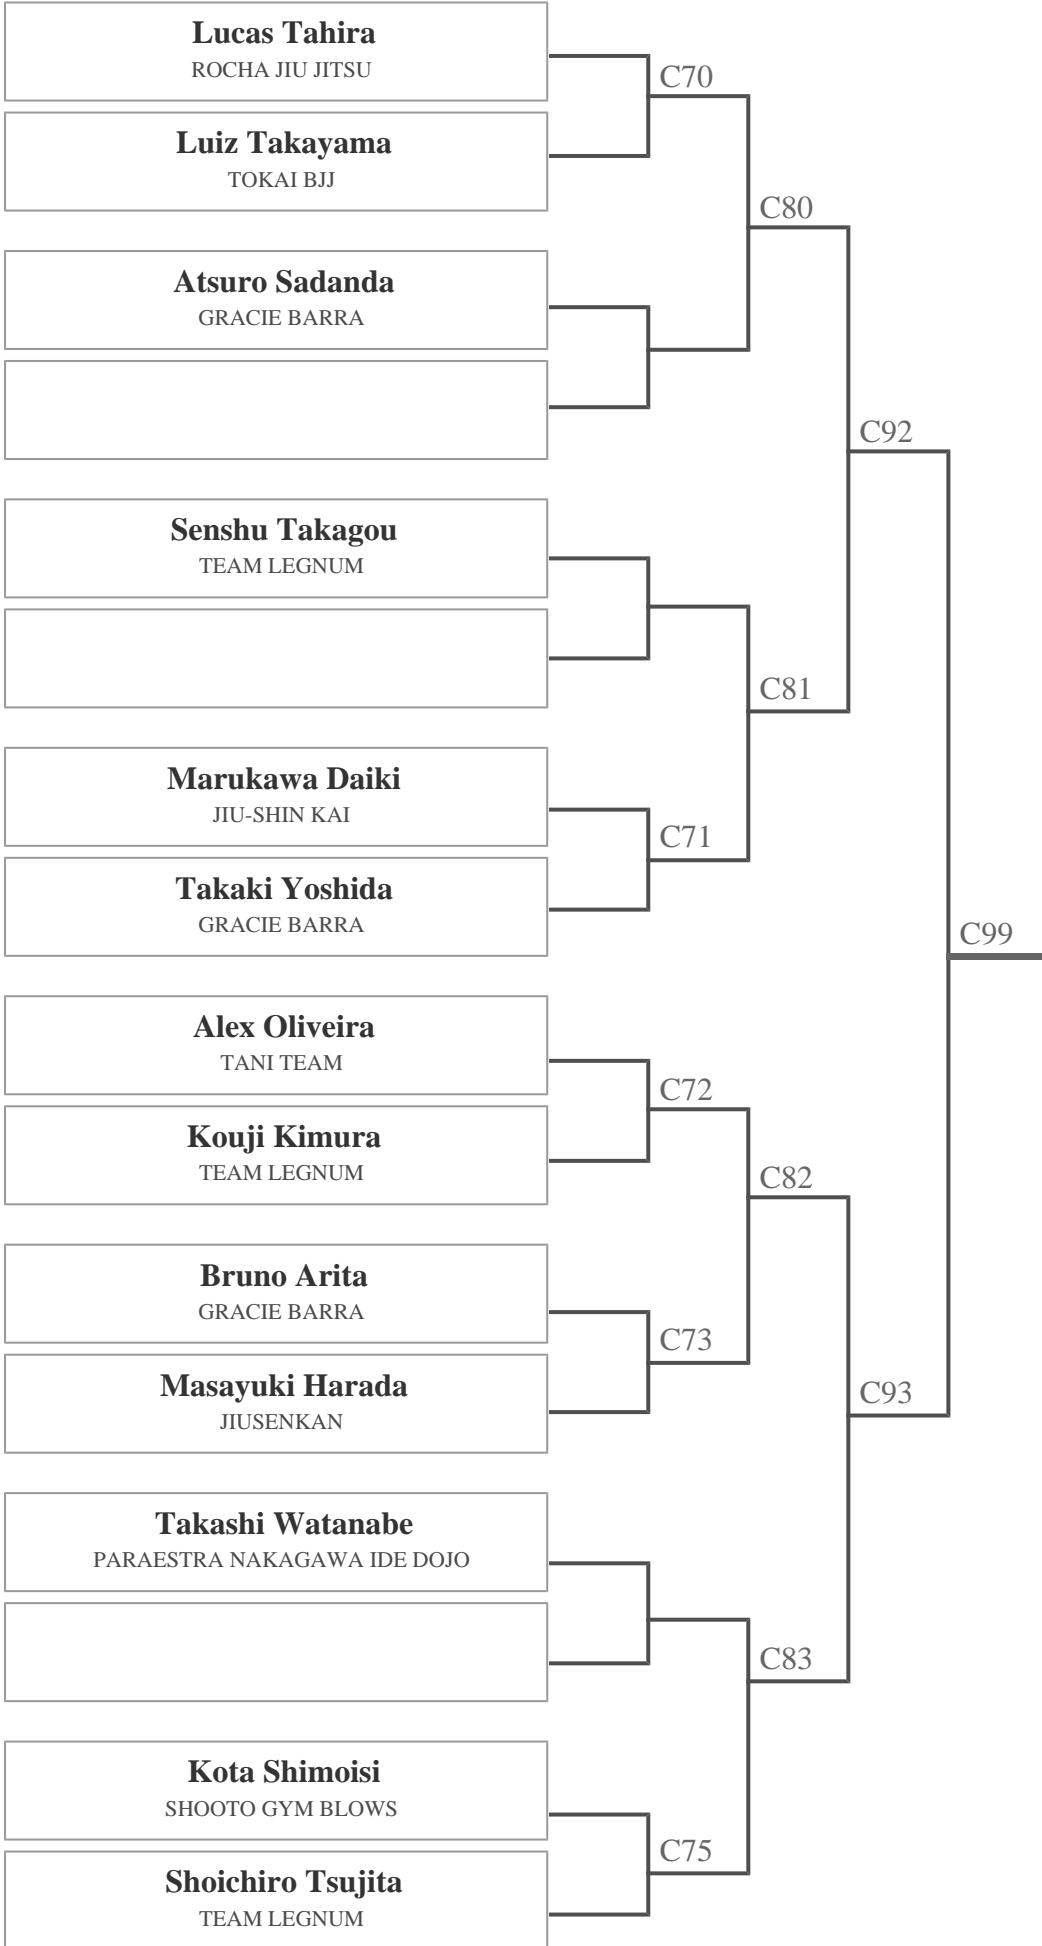 Lucas Tahira
ROCHA JIU JITSU
C70
Luiz Takayama
TOKAI BJJ
C80
Atsuro Sadanda
GRACIE BARRA
C92
Senshu Takagou
TEAM LEGNUM
C81
Marukawa Daiki
JIU-SHIN KAI
C71
Takaki Yoshida
GRACIE BARRA
C99
Alex Oliveira
TANI TEAM
C72
Kouji Kimura
TEAM LEGNUM
C82
Bruno Arita
GRACIE BARRA
C73
Masayuki Harada
JIUSENKAN
C93
Takashi Watanabe
PARAESTRA NAKAGAWA IDE DOJO
C83
Kota Shimoisi
SHOOTO GYM BLOWS
C75
Shoichiro Tsujita
TEAM LEGNUM